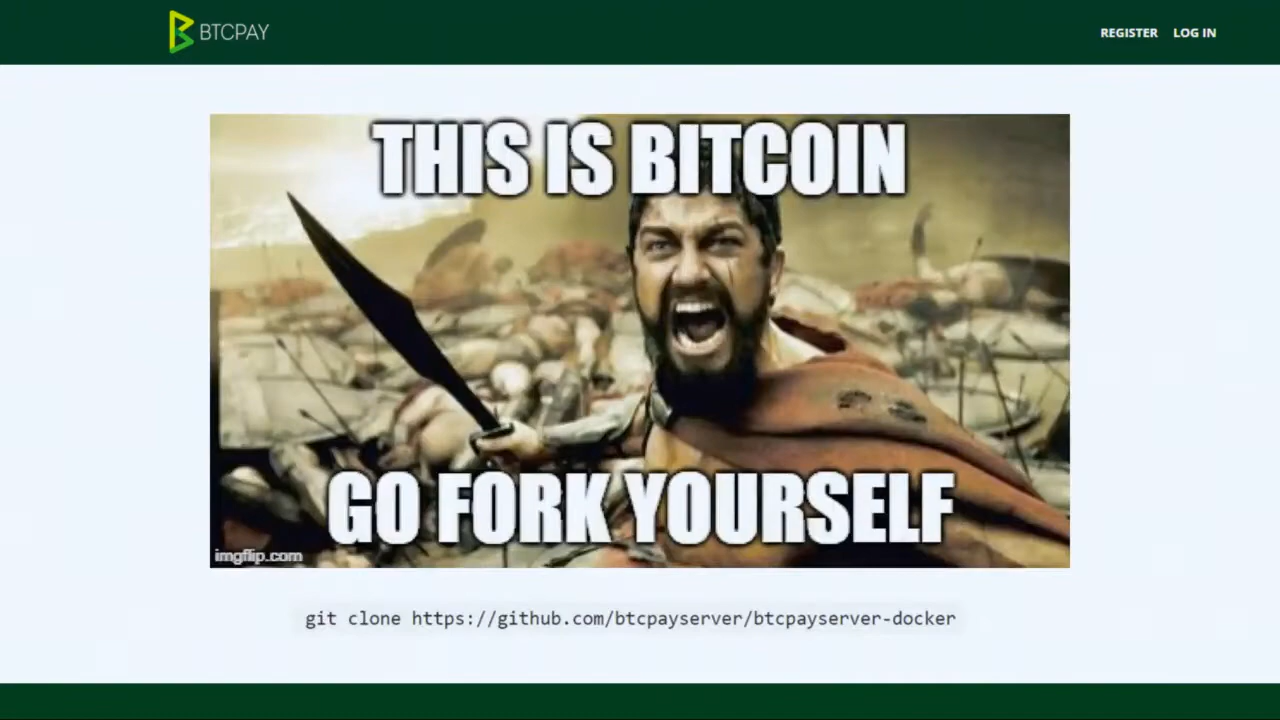 BTCPAY
REGISTER LOG IN
THIS IS BITCOIN
GO FORK YOURSELF
imgflip.com
git clone https://github.com/btcpayserver/btcpayserver-docker